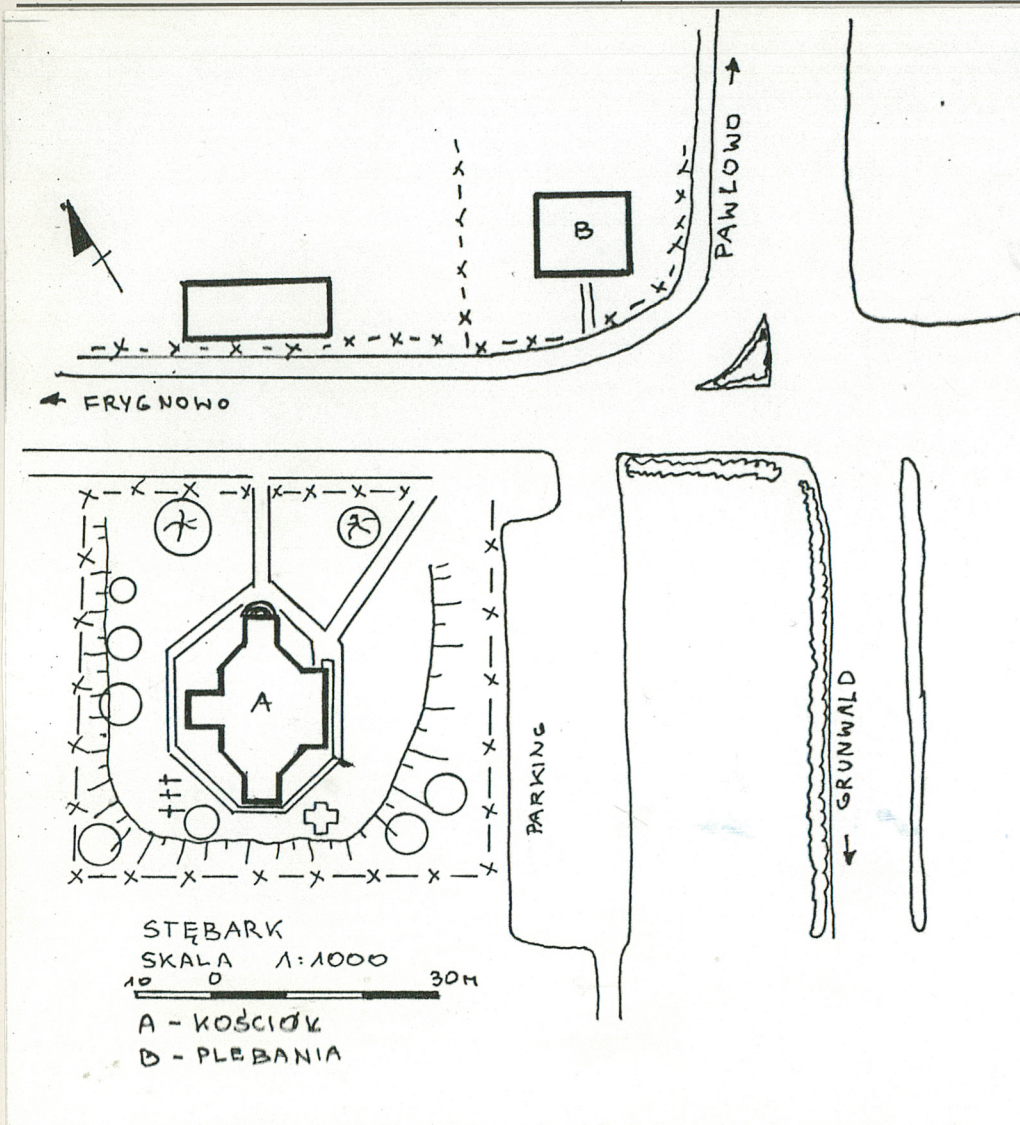 PAWŁOWO
B
← FRYGNOWO
A
PARKING
GRUNWALD
STĘBARK
SKALA 1:1000
10 0 30M
A - KOŚCIÓŁ
B - PLEBANIA